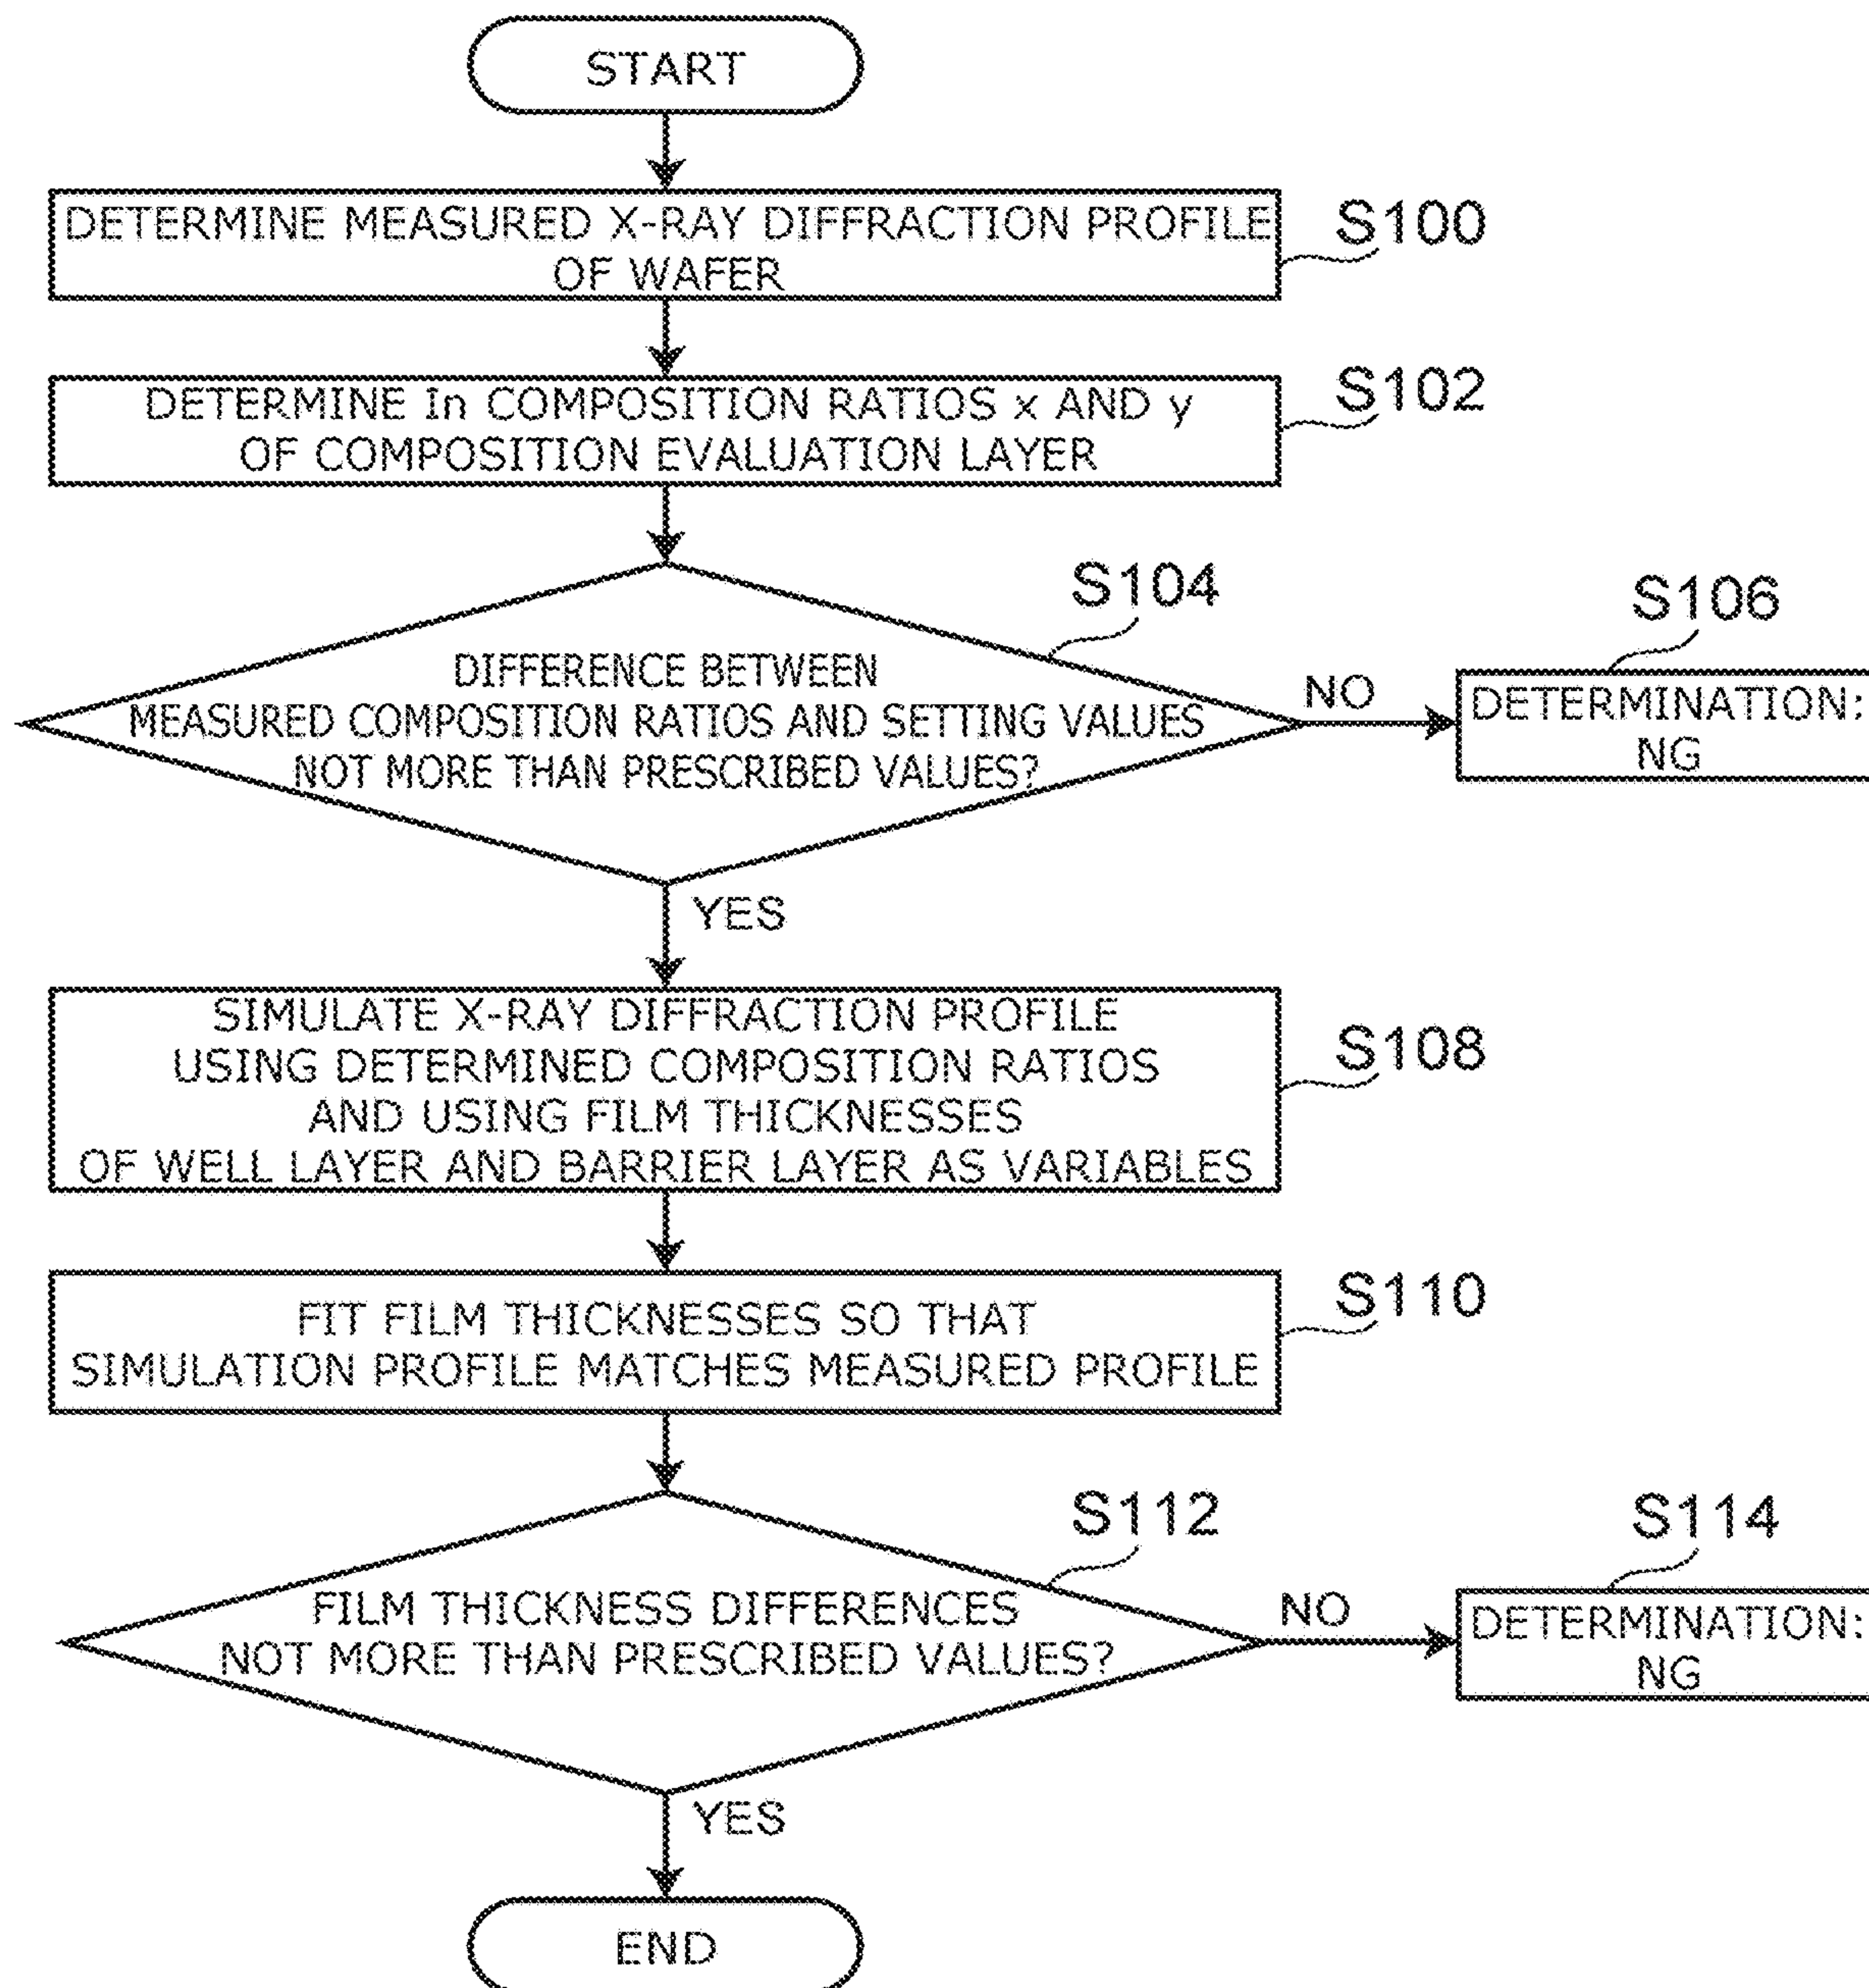 START
DETERMINE MEASURED X-RAY DIFFRACTION PROFILE
OF WAFER
S100
DETERMINE In COMPOSITION RATIOS x AND y
OF COMPOSITION EVALUATION LAYER
S102
S104
DIFFERENCE BETWEEN
MEASURED COMPOSITION RATIOS AND SETTING VALUES
NOT MORE THAN PRESCRIBED VALUES?
NO
S106
DETERMINATION:
NG
YES
SIMULATE X-RAY DIFFRACTION PROFILE
USING DETERMINED COMPOSITION RATIOS
AND USING FILM THICKNESSES
OF WELL LAYER AND BARRIER LAYER AS VARIABLES
S108
FIT FILM THICKNESSES SO THAT
SIMULATION PROFILE MATCHES MEASURED PROFILE
S110
S112
FILM THICKNESS DIFFERENCES
NOT MORE THAN PRESCRIBED VALUES?
NO
S114
DETERMINATION:
NG
YES
END